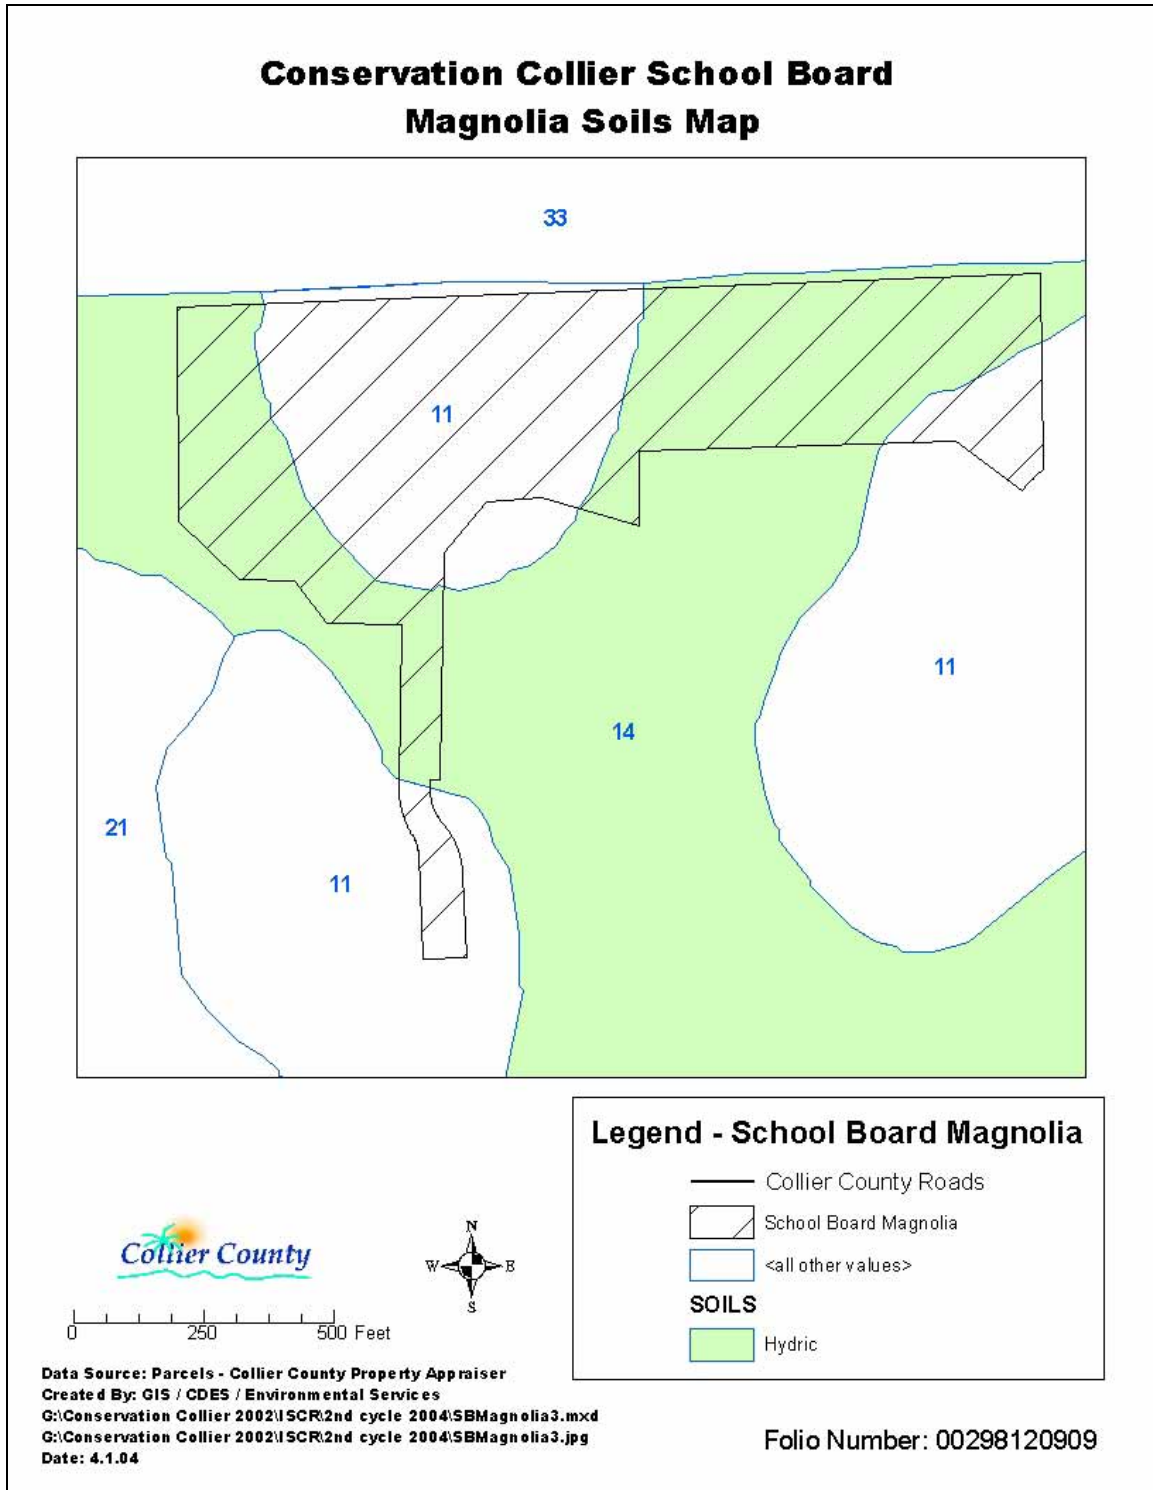 Conservation Collier School Board
Magnolia Soils Map
33
11
11
14
21
11
Legend - School Board Magnolia
Collier County Roads
School Board Magnolia
<all other values>
SOILS
Hydric
Collier County
N
W E
S
0 250 500 Feet
Data Source: Parcels - Collier County Property Appraiser
Created By: GIS / CDES / Environmental Services
G:\Conservation Collier 2002\ISCR\2nd cycle 2004\SBMagnolia3.mxd
G:\Conservation Collier 2002\ISCR\2nd cycle 2004\SBMagnolia3.jpg
Date: 4.1.04
Folio Number: 00298120909